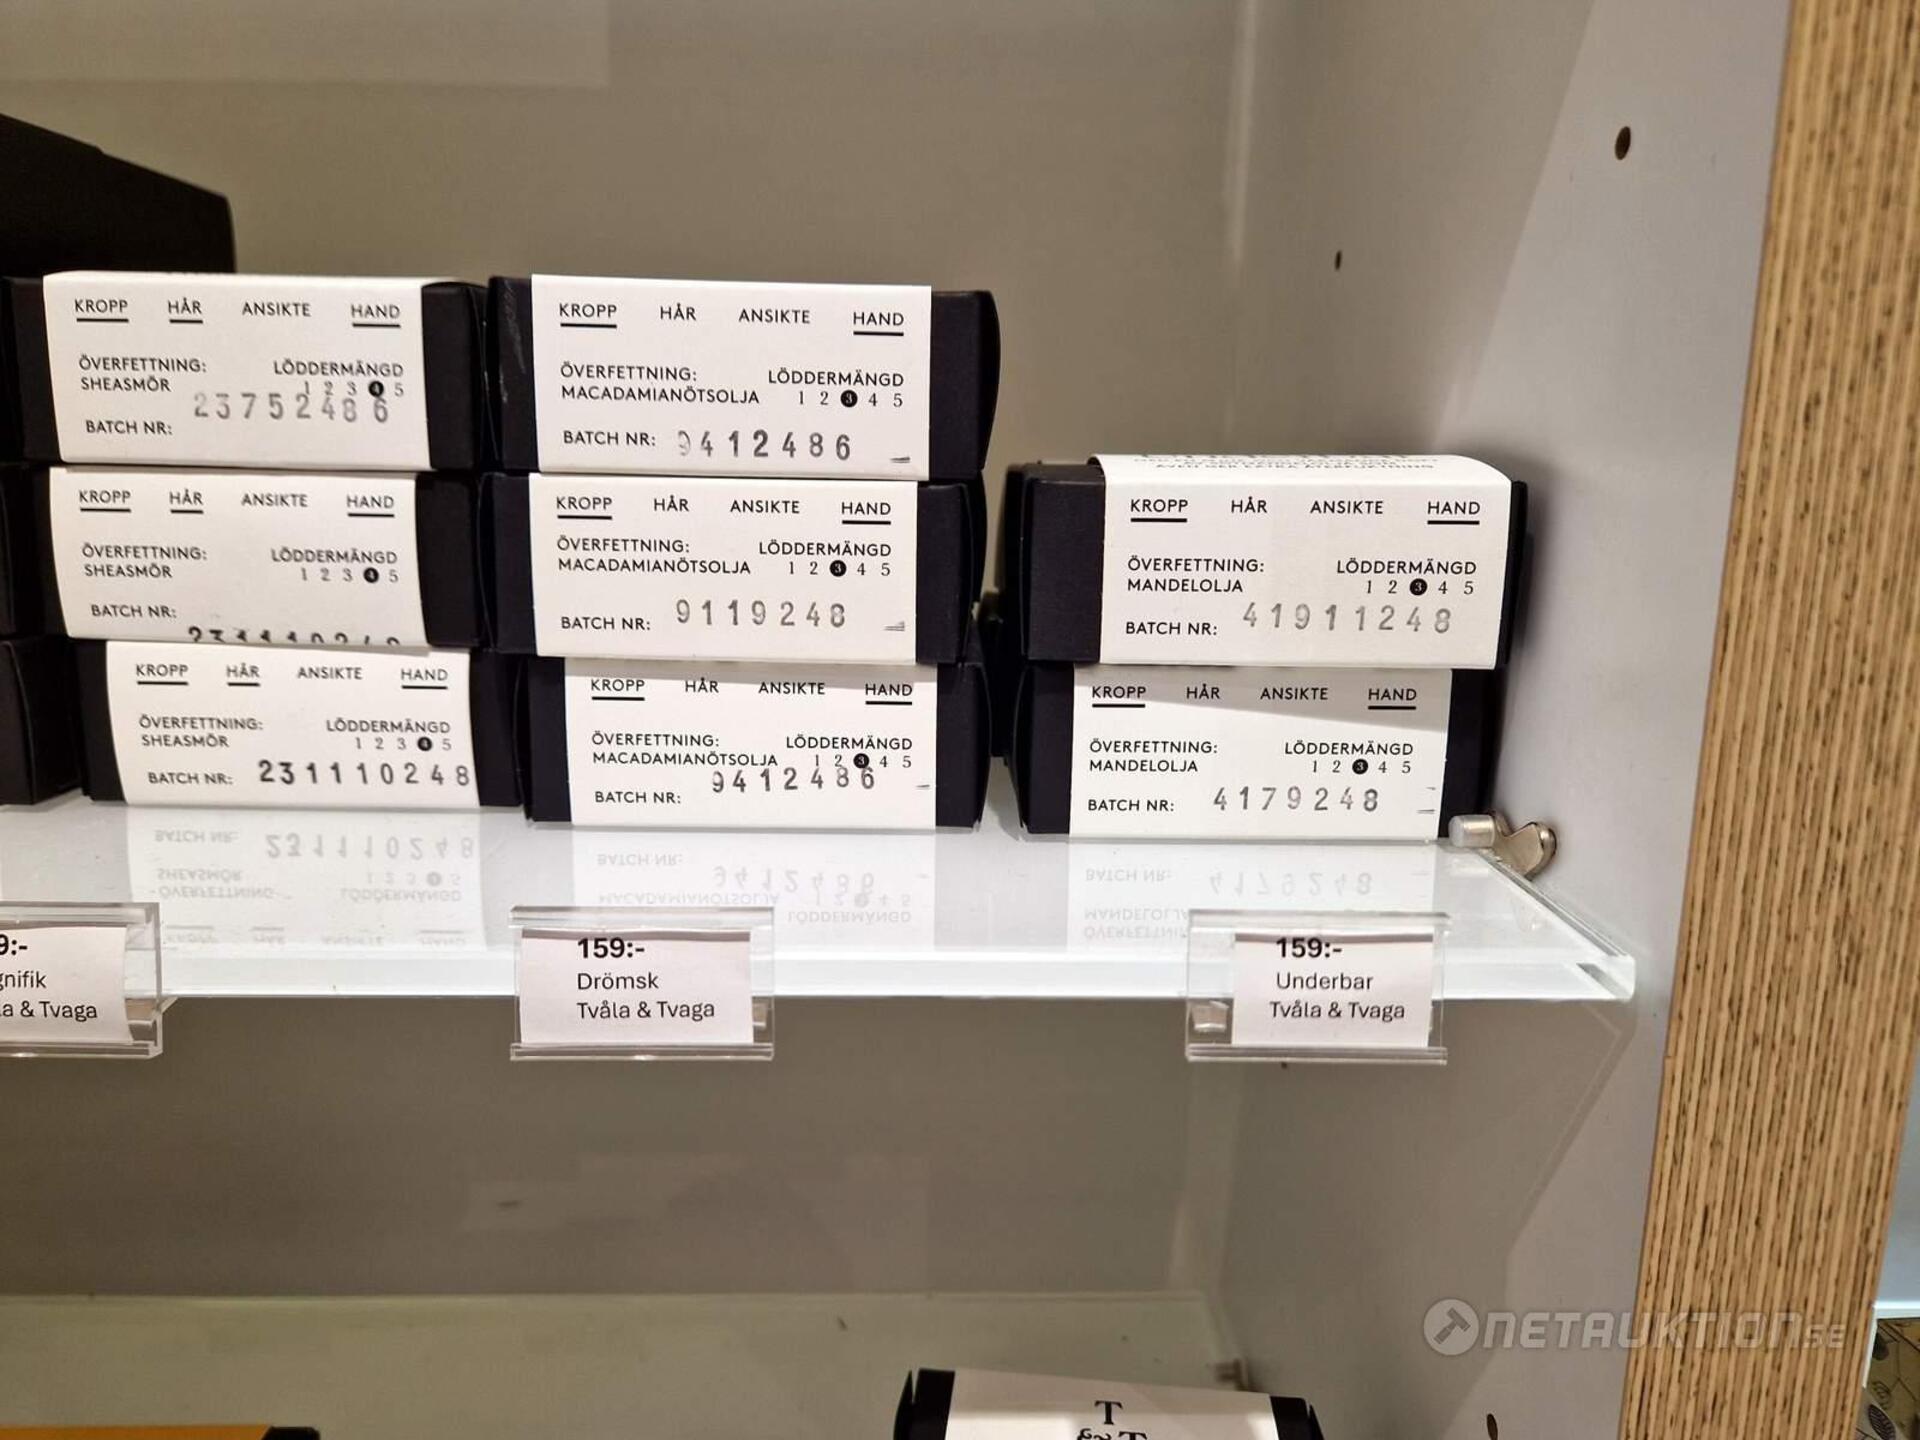 KROPP HÅR ANSIKTE HAND
ÖVERFETTNING:
SHEASMÖR
LÖDDERMÄNGD
1 2 3 4 5
BATCH NR: 23752486
KROPP HÅR ANSIKTE HAND
ÖVERFETTNING:
SHEASMÖR
LÖDDERMÄNGD
1 2 3 4 5
BATCH NR:
KROPP HÅR ANSIKTE HAND
ÖVERFETTNING:
SHEASMÖR
LÖDDERMÄNGD
1 2 3 4 5
BATCH NR: 231110248
KROPP HÅR ANSIKTE HAND
ÖVERFETTNING:
MACADAMIANÖTSOLJA
LÖDDERMÄNGD
1 2 3 4 5
BATCH NR: 9412486
KROPP HÅR ANSIKTE HAND
ÖVERFETTNING:
MACADAMIANÖTSOLJA
LÖDDERMÄNGD
1 2 3 4 5
BATCH NR: 9119248
KROPP HÅR ANSIKTE HAND
ÖVERFETTNING:
MACADAMIANÖTSOLJA
LÖDDERMÄNGD
1 2 3 4 5
BATCH NR: 9412486
KROPP HÅR ANSIKTE HAND
ÖVERFETTNING:
MANDELOLJA
LÖDDERMÄNGD
1 2 3 4 5
BATCH NR: 41911248
KROPP HÅR ANSIKTE HAND
ÖVERFETTNING:
MANDELOLJA
LÖDDERMÄNGD
1 2 3 4 5
BATCH NR: 4179248
9:-
gnifik
la & Tvaga
159:-
Drömsk
Tvåla & Tvaga
159:-
Underbar
Tvåla & Tvaga
NETAUKTION.SE
T
& T